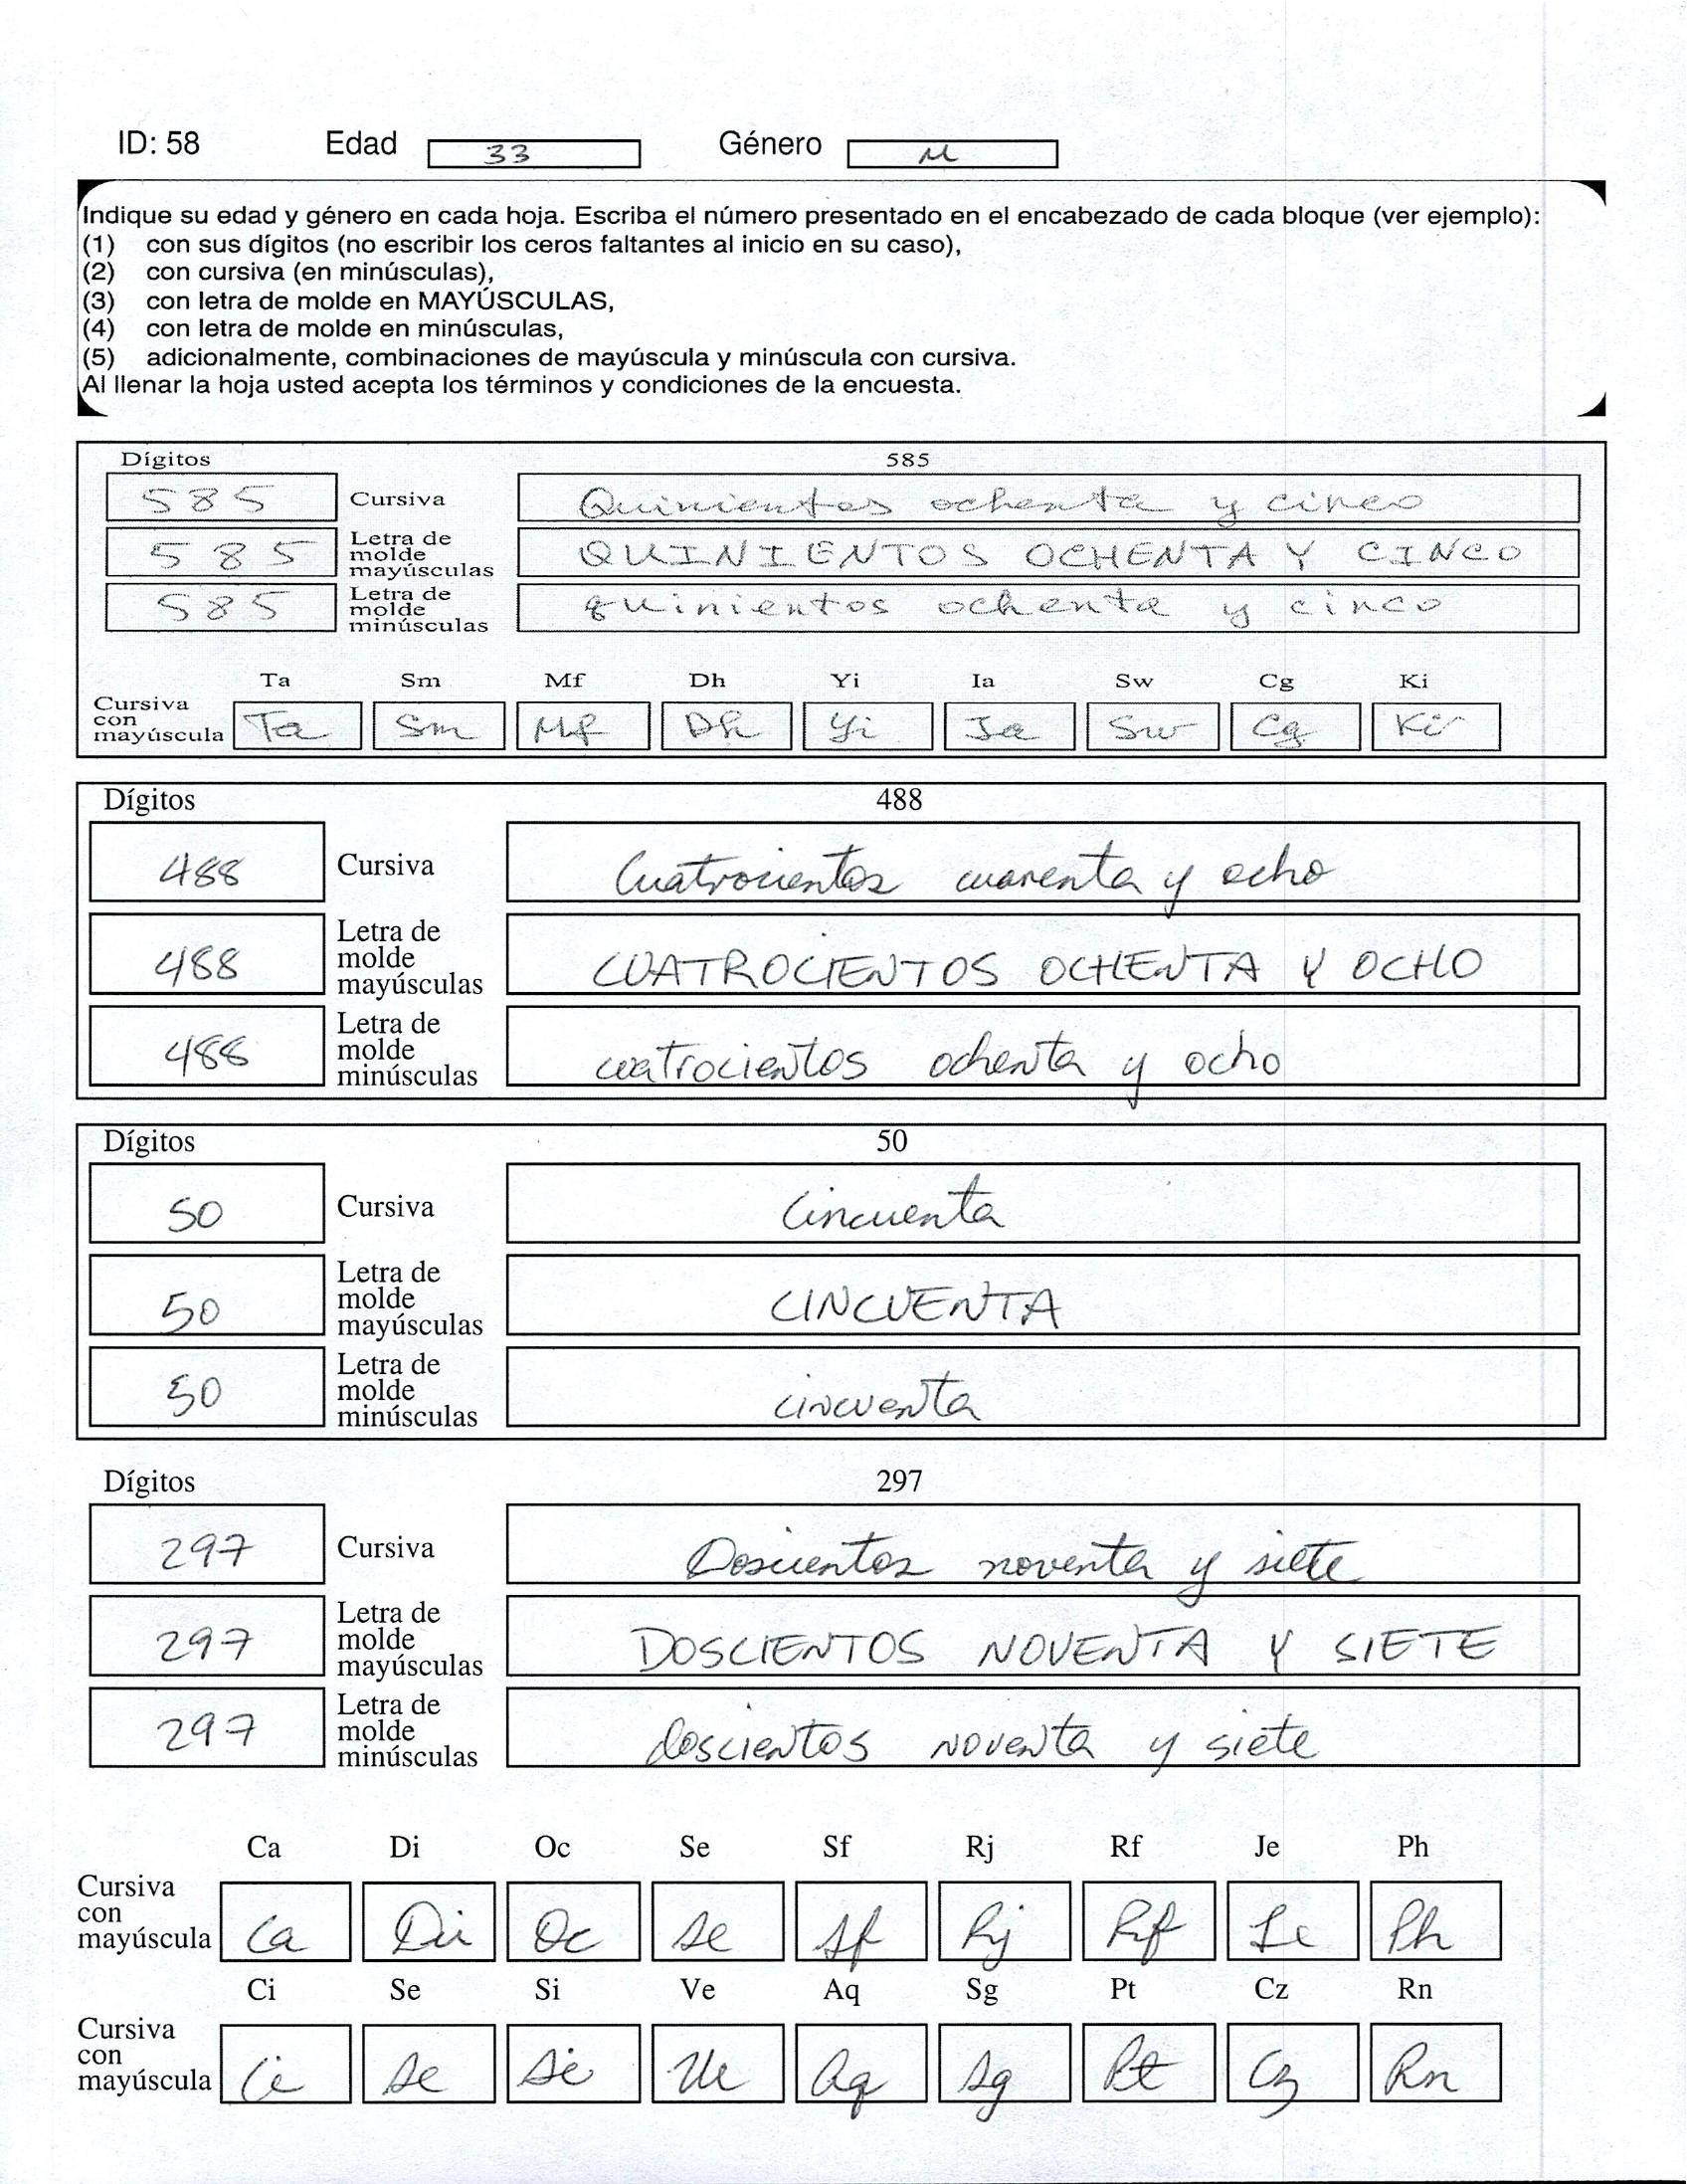 ID: 58 Edad 33 Género M
Indique su edad y género en cada hoja. Escriba el número presentado en el encabezado de cada bloque (ver ejemplo):
(1) con sus dígitos (no escribir los ceros faltantes al inicio en su caso),
(2) con cursiva (en minúsculas),
(3) con letra de molde en MAYÚSCULAS,
(4) con letra de molde en minúsculas,
(5) adicionalmente, combinaciones de mayúscula y minúscula con cursiva.
Al llenar la hoja usted acepta los términos y condiciones de la encuesta.
Dígitos 585
585 Cursiva Quinientos ochenta y cinco
585 Letra de molde mayúsculas QUINIENTOS OCHENTA Y CINCO
585 Letra de molde minúsculas quinientos ochenta y cinco
Ta Sm Mf Dh Yi Ia Sw Cg Ki
Cursiva con mayúscula Ta Sm Mf Dh Yi Ia Sw Cg Ki
Dígitos 488
488 Cursiva Cuatrocientos cuarenta y ocho
488 Letra de molde mayúsculas CUATROCIENTOS OCHENTA Y OCHO
488 Letra de molde minúsculas cuatrocientos ochenta y ocho
Dígitos 50
50 Cursiva Cincuenta
50 Letra de molde mayúsculas CINCUENTA
50 Letra de molde minúsculas cincuenta
Dígitos 297
297 Cursiva Doscientos noventa y siete
297 Letra de molde mayúsculas DOSCIENTOS NOVENTA Y SIETE
297 Letra de molde minúsculas doscientos noventa y siete
Ca Di Oc Se Sf Rj Rf Je Ph
Cursiva con mayúscula Ca Di Oc Se Sf Rj Rf Je Ph
Ci Se Si Ve Aq Sg Pt Cz Rn
Cursiva con mayúscula Ci Se Si Ve Aq Sg Pt Cz Rn